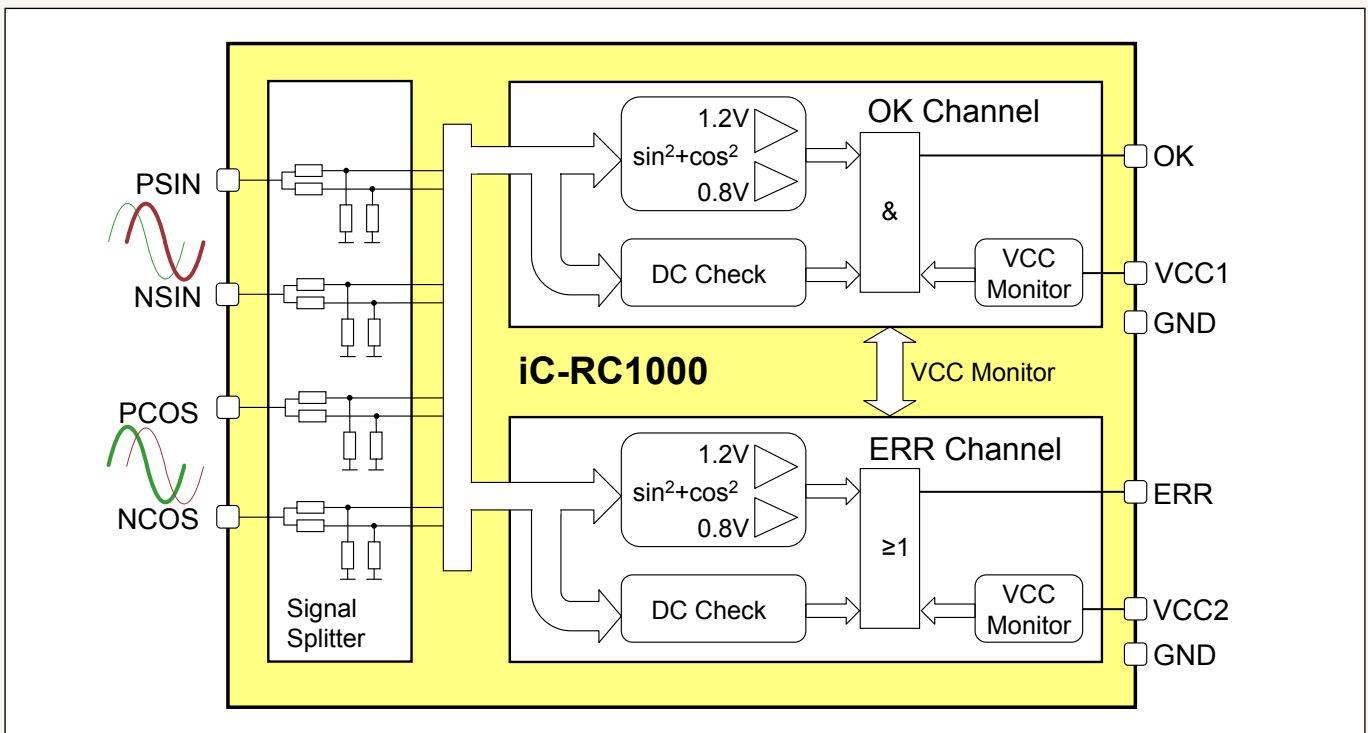 PSIN
NSIN
PCOS
NCOS
Signal
Splitter
OK Channel
1.2V
sin²+cos²
0.8V
&
DC Check
VCC
Monitor
OK
VCC1
GND
iC-RC1000
VCC Monitor
ERR Channel
1.2V
sin²+cos²
0.8V
≥1
DC Check
VCC
Monitor
ERR
VCC2
GND